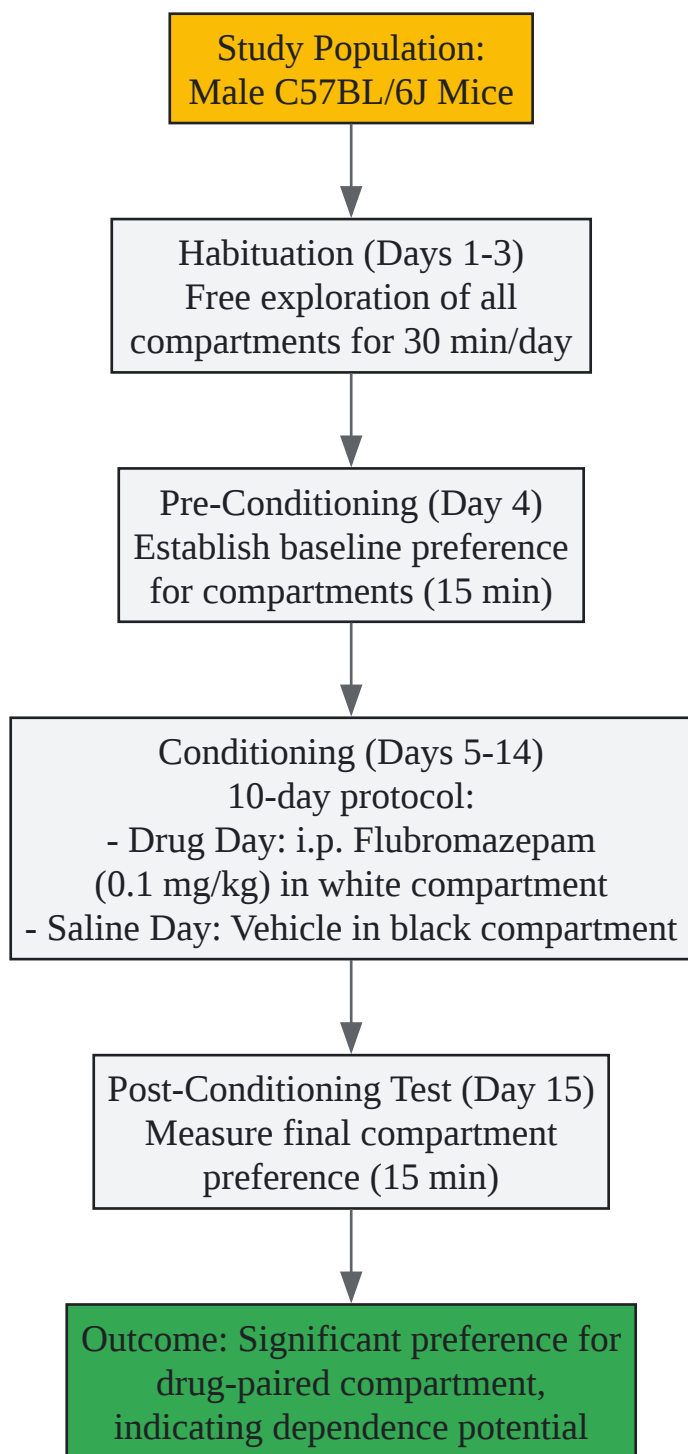 Study Population:
Male C57BL/6J Mice
Habituation (Days 1-3)
Free exploration of all
compartments for 30 min/day
Pre-Conditioning (Day 4)
Establish baseline preference
for compartments (15 min)
Conditioning (Days 5-14)
10-day protocol:
- Drug Day: i.p. Flubromazepam
(0.1 mg/kg) in white compartment
- Saline Day: Vehicle in black compartment
Post-Conditioning Test (Day 15)
Measure final compartment
preference (15 min)
Outcome: Significant preference for
drug-paired compartment,
indicating dependence potential